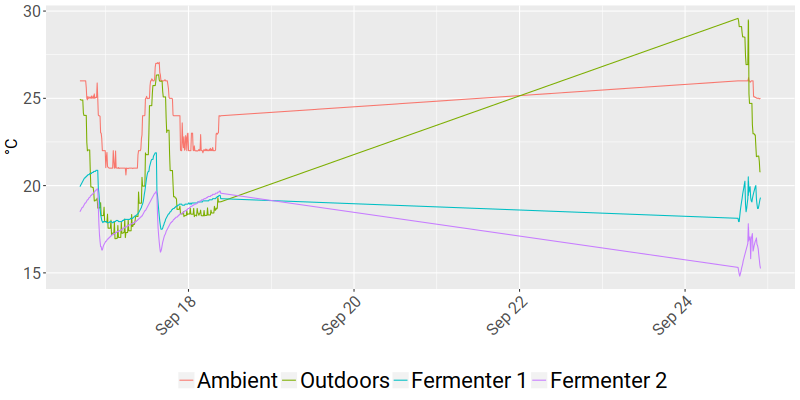 30
25
20
15
°C
Sep 18
Sep 20
Sep 22
Sep 24
Ambient Outdoors Fermenter 1 Fermenter 2